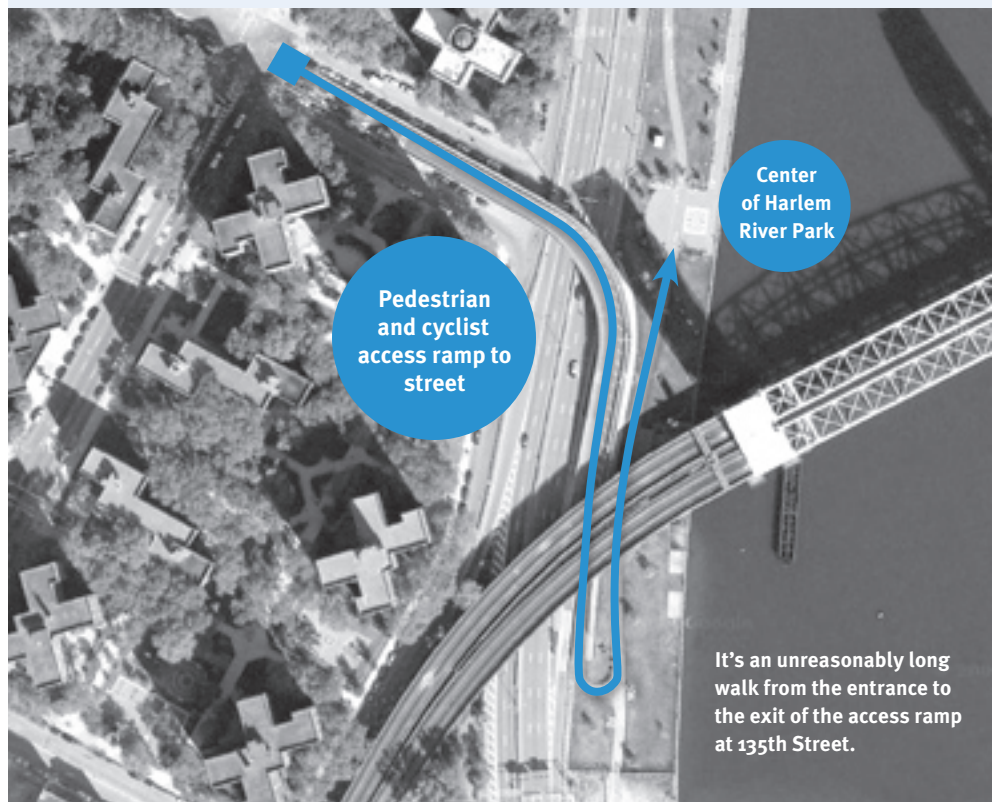 Center
of Harlem
River Park
Pedestrian
and cyclist
access ramp to
street
It's an unreasonably long
walk from the entrance to
the exit of the access ramp
at 135th Street.